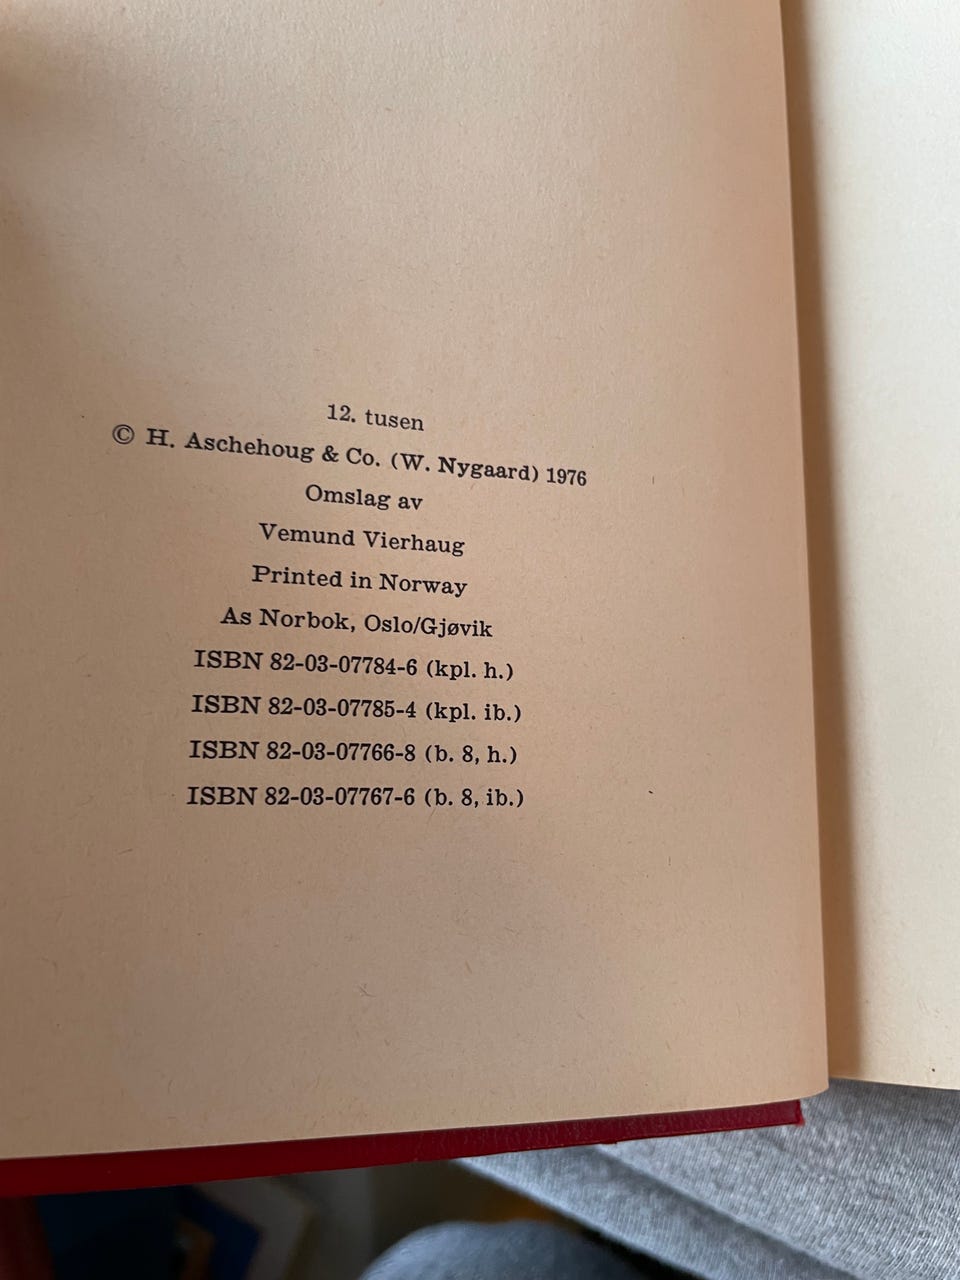 12. tusen
© H. Aschehoug & Co. (W. Nygaard) 1976
Omslag av
Vemund Vierhaug
Printed in Norway
As Norbok, Oslo/Gjøvik
ISBN 82-03-07784-6 (kpl. h.)
ISBN 82-03-07785-4 (kpl. ib.)
ISBN 82-03-07766-8 (b. 8, h.)
ISBN 82-03-07767-6 (b. 8, ib.)